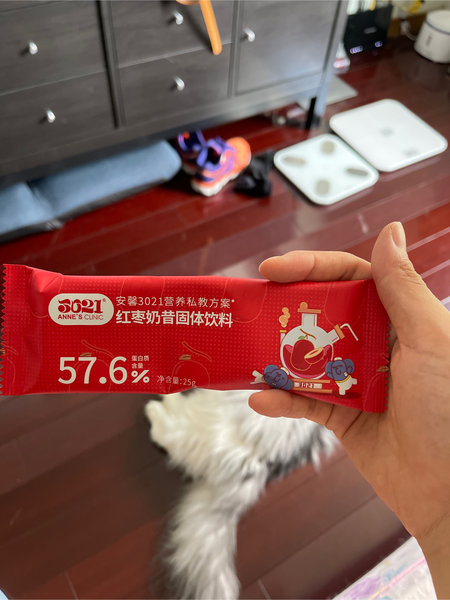 3021®
ANNE'S CLINIC
安馨3021营养私教方案*
红枣奶昔固体饮料
57.6%
蛋白质
含量
净含量:25g
3021